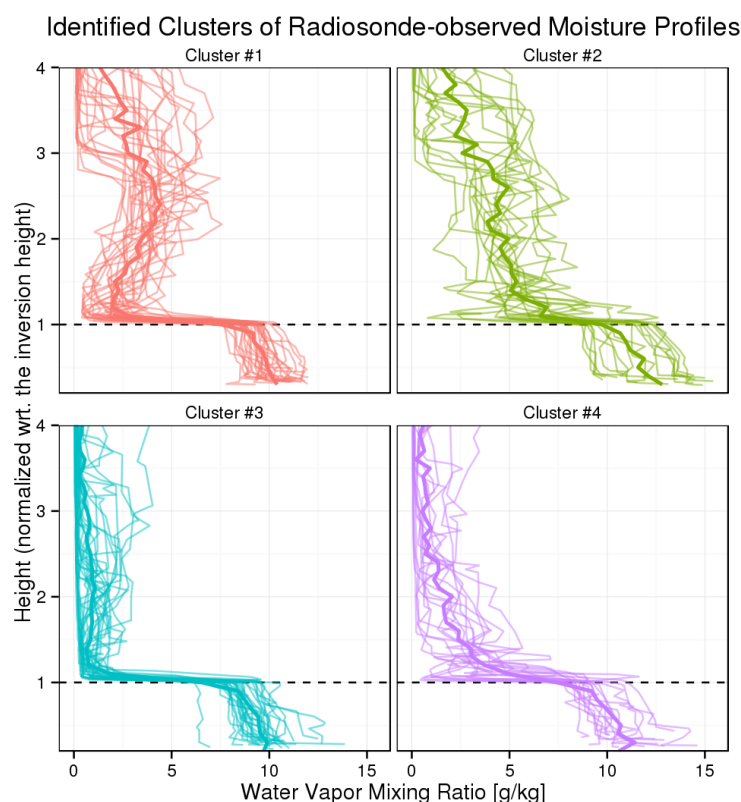 Identified Clusters of Radiosonde-observed Moisture Profiles
Cluster #1
Cluster #2
4
3
2
1
Cluster #3
Cluster #4
4
3
2
1
Height (normalized wrt. the inversion height)
0 5 10 15
0 5 10 15
Water Vapor Mixing Ratio [g/kg]